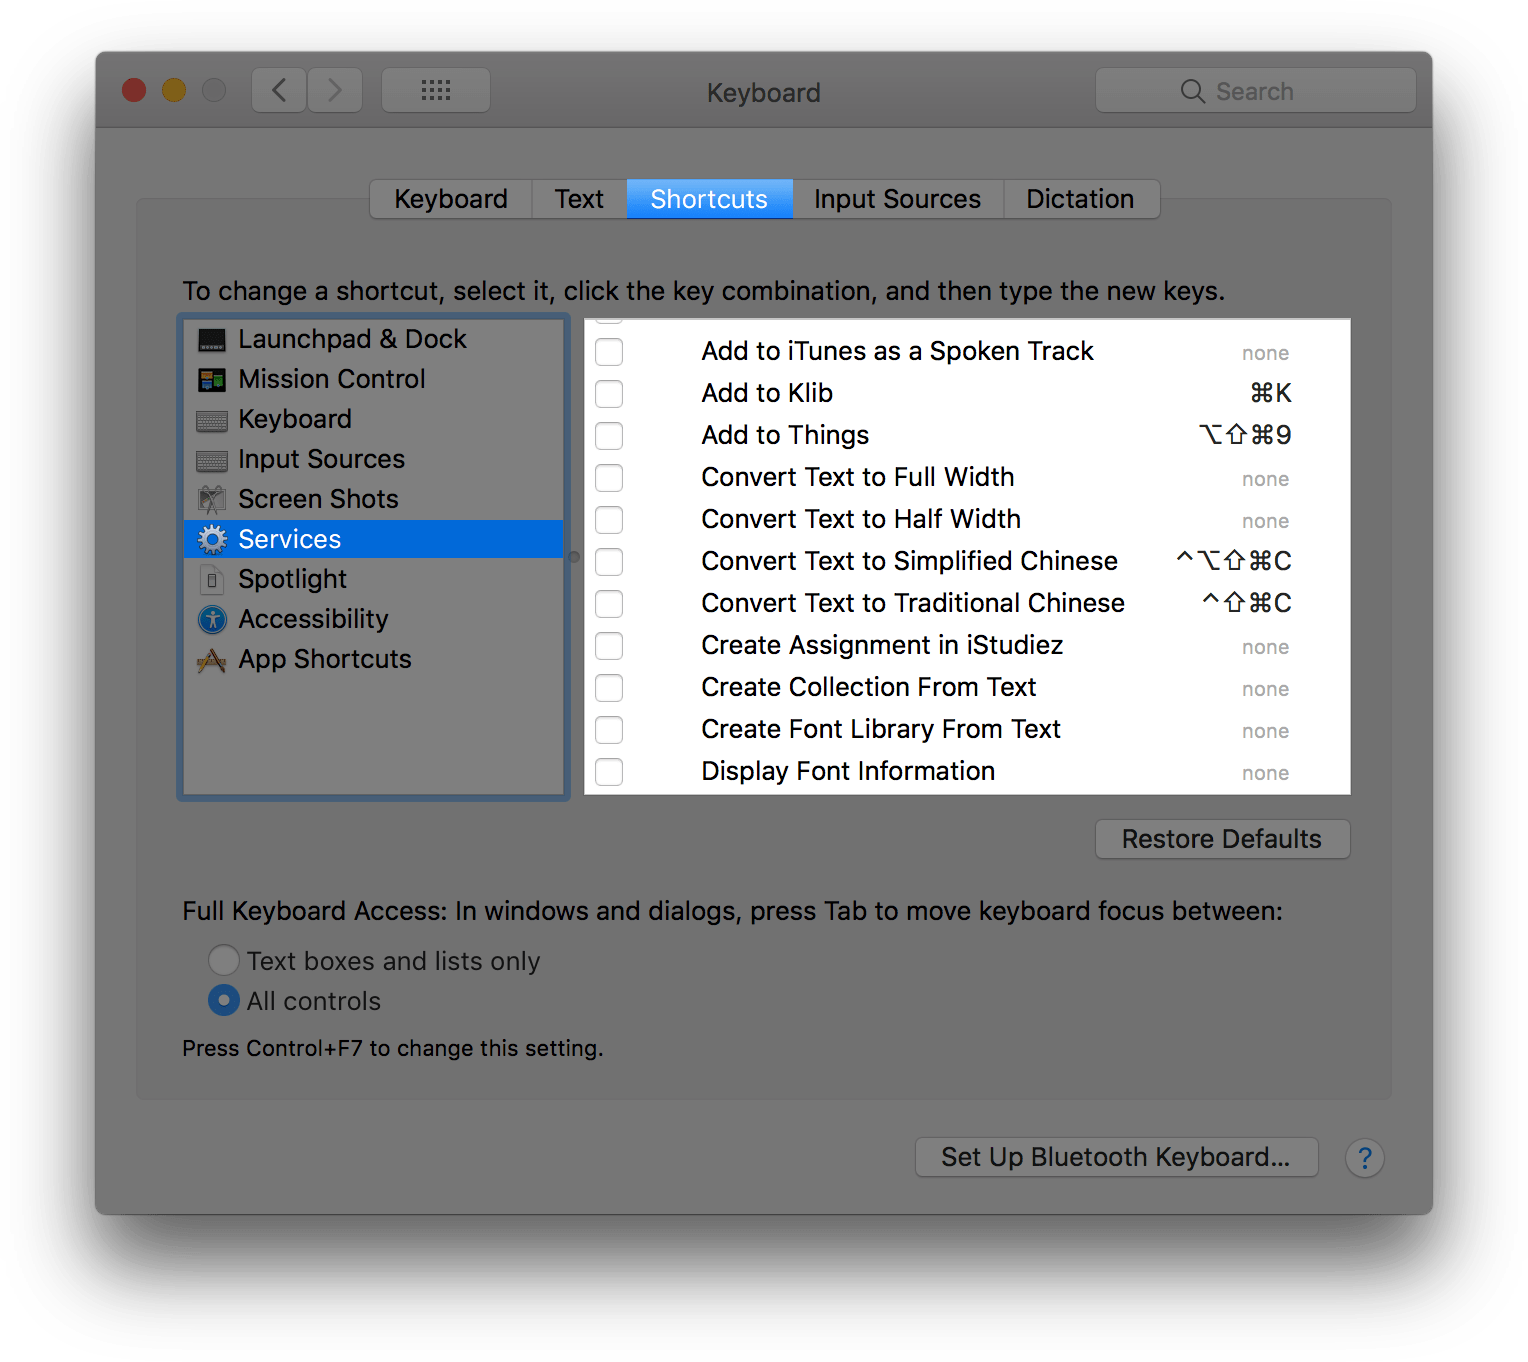 Keyboard
Search
Keyboard
Text
Shortcuts
Input Sources
Dictation
To change a shortcut, select it, click the key combination, and then type the new keys.
Launchpad & Dock
Mission Control
Keyboard
Input Sources
Screen Shots
Services
Spotlight
Accessibility
App Shortcuts
Add to iTunes as a Spoken Track none
Add to Klib ⌘K
Add to Things ⌥⇧⌘9
Convert Text to Full Width none
Convert Text to Half Width none
Convert Text to Simplified Chinese ^⌥⇧⌘C
Convert Text to Traditional Chinese ^⇧⌘C
Create Assignment in iStudiez none
Create Collection From Text none
Create Font Library From Text none
Display Font Information none
Restore Defaults
Full Keyboard Access: In windows and dialogs, press Tab to move keyboard focus between:
Text boxes and lists only
All controls
Press Control+F7 to change this setting.
Set Up Bluetooth Keyboard...
?